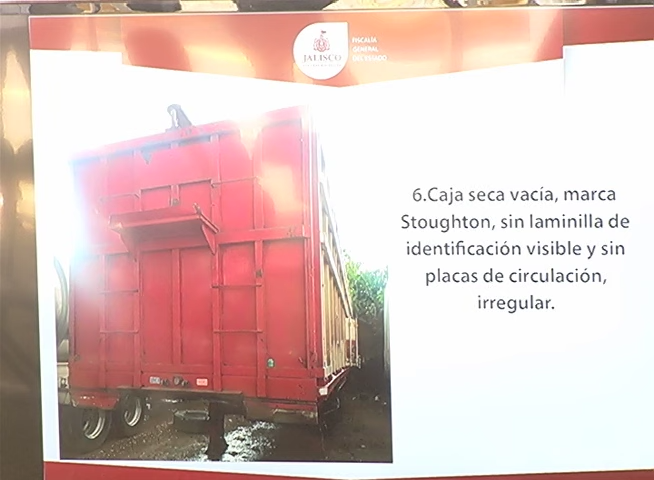 JALISCO
FISCALÍA
GENERAL
DEL ESTADO
6.Caja seca vacía, marca
Stoughton, sin laminilla de
identificación visible y sin
placas de circulación,
irregular.